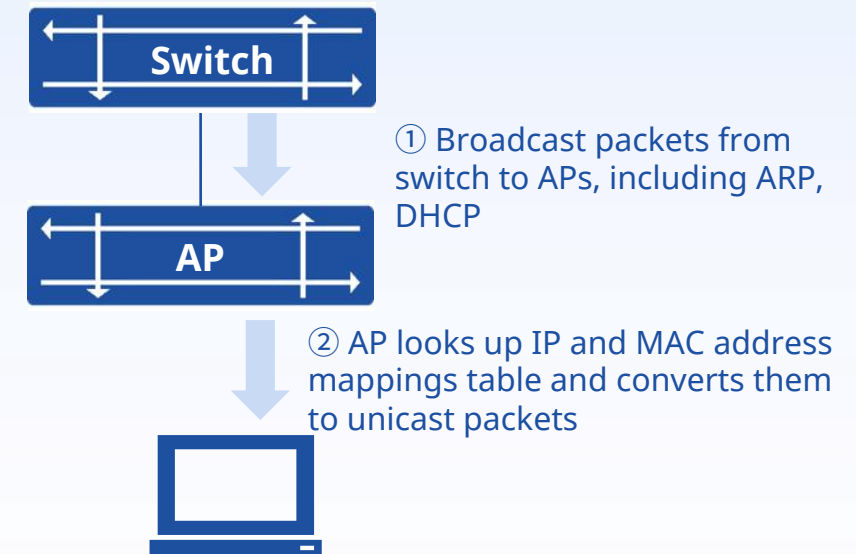 Switch
① Broadcast packets from
switch to APs, including ARP,
DHCP
AP
② AP looks up IP and MAC address
mappings table and converts them
to unicast packets